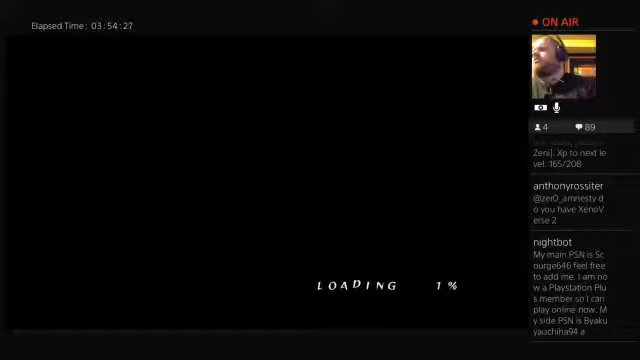 Elapsed Time : 03:54:27
ON AIR
4
89
Zeni]. Xp to next le
vel: 165/208
anthonyrossiter
@zer0_amnesty d
o you have XenoV
erse 2
nightbot
My main PSN is Sc
ourge646 feel free
to add me. I am no
w a Playstation Plu
s member so I can
play online now. M
y side PSN is Byaku
yauchiha94 a
LOADING 1%